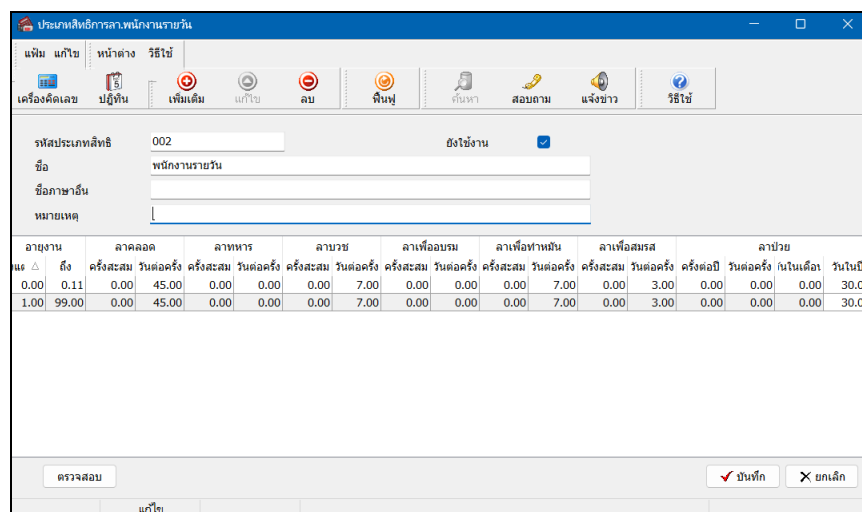 ประเภทสิทธิการลา.พนักงานรายวัน
แฟ้ม แก้ไข หน้าต่าง วิธีใช้
เครื่องคิดเลข ปฏิทิน เพิ่มเติม แก้ไข ลบ ฟื้นฟู ค้นหา สอบถาม แจ้งข่าว วิธีใช้
รหัสประเภทสิทธิ 002 ยังใช้งาน
ชื่อ พนักงานรายวัน
ชื่อภาษาอื่น
หมายเหตุ
อายุงาน ลาคลอด ลาทหาร ลาบวช ลาเพื่ออบรม ลาเพื่อทำหมัน ลาเพื่อสมรส ลาป่วย
ถึง ครั้งสะสม วันต่อครั้ง ครั้งสะสม วันต่อครั้ง ครั้งสะสม วันต่อครั้ง ครั้งสะสม วันต่อครั้ง ครั้งสะสม วันต่อครั้ง ครั้งสะสม วันต่อครั้ง ครั้งต่อปี วันต่อครั้ง วันในเดือน วันในปี
0.00 0.11 0.00 45.00 0.00 0.00 0.00 7.00 0.00 0.00 0.00 7.00 0.00 3.00 0.00 0.00 0.00 30.0
1.00 99.00 0.00 45.00 0.00 0.00 0.00 7.00 0.00 0.00 0.00 7.00 0.00 3.00 0.00 0.00 0.00 30.0
ตรวจสอบ บันทึก ยกเลิก
แก้ไข